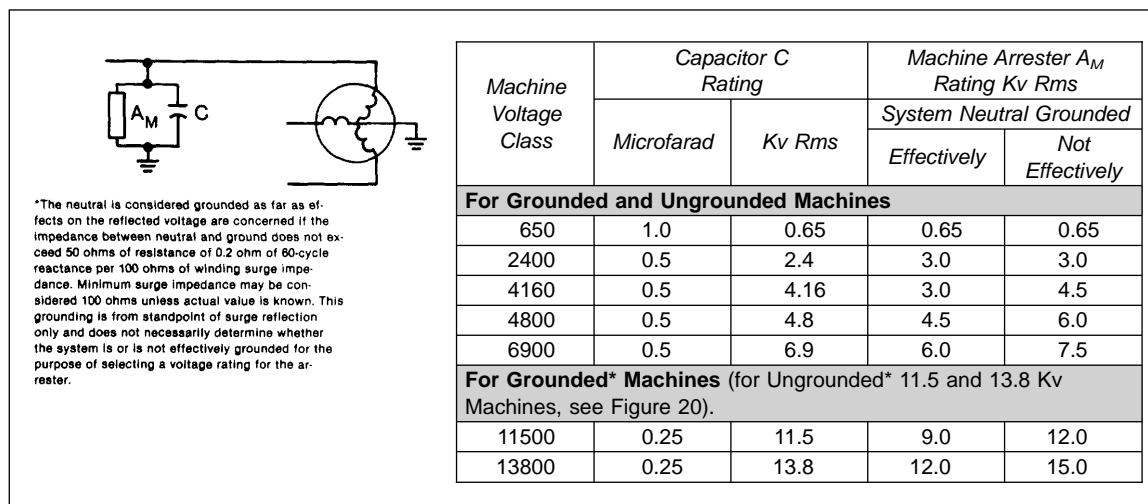 A_M
C
*The neutral is considered grounded as far as ef-
fects on the reflected voltage are concerned if the
impedance between neutral and ground does not ex-
ceed 50 ohms of resistance of 0.2 ohm of 60-cycle
reactance per 100 ohms of winding surge impe-
dance. Minimum surge impedance may be con-
sidered 100 ohms unless actual value is known. This
grounding is from standpoint of surge reflection
only and does not necessarily determine whether
the system is or is not effectively grounded for the
purpose of selecting a voltage rating for the ar-
rester.
Machine
Voltage
Class
Capacitor C
Rating
Machine Arrester A_M
Rating Kv Rms
Microfarad
Kv Rms
System Neutral Grounded
Effectively
Not
Effectively
For Grounded and Ungrounded Machines
650 1.0 0.65 0.65 0.65
2400 0.5 2.4 3.0 3.0
4160 0.5 4.16 3.0 4.5
4800 0.5 4.8 4.5 6.0
6900 0.5 6.9 6.0 7.5
For Grounded* Machines (for Ungrounded* 11.5 and 13.8 Kv
Machines, see Figure 20).
11500 0.25 11.5 9.0 12.0
13800 0.25 13.8 12.0 15.0